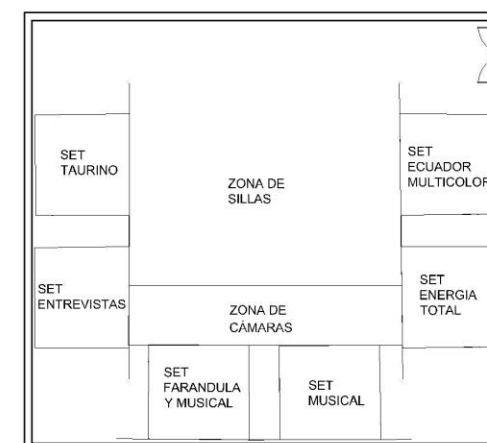 SET
TAURINO
ZONA DE
SILLAS
SET
ECUADOR
MULTICOLOR
SET
ENTREVISTAS
ZONA DE
CÁMARAS
SET
ENERGIA
TOTAL
SET
FARANDULA
Y MUSICAL
SET
MUSICAL